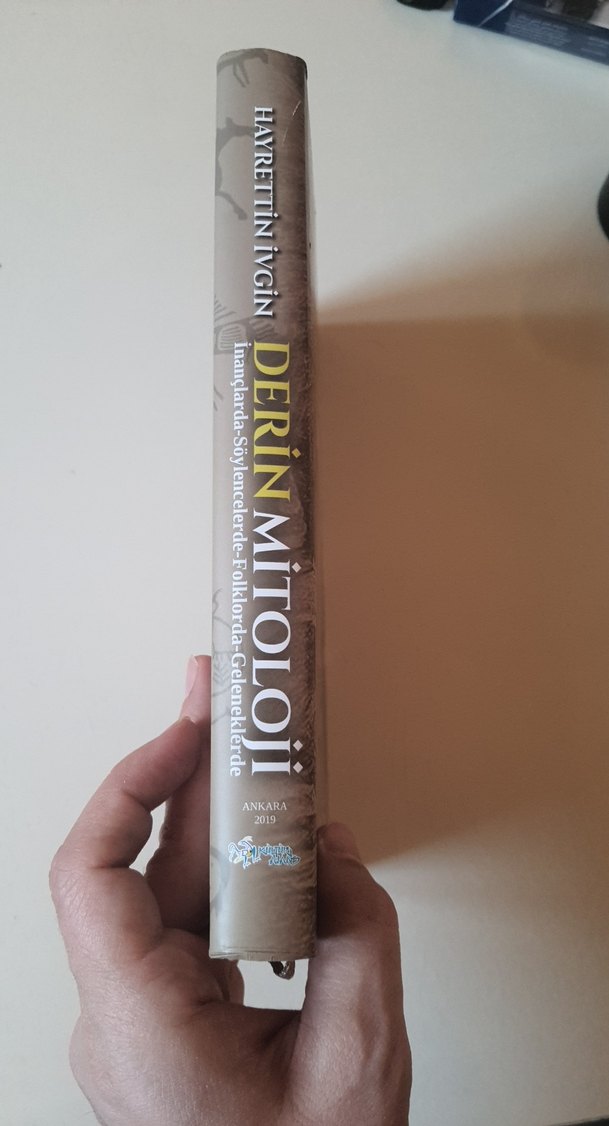 HAYRETTİN İVGİN
DERİN MİTOLOJİ
İnançlarda-Söylencelerde-Folklorda-Geleneklerde
ANKARA
2019